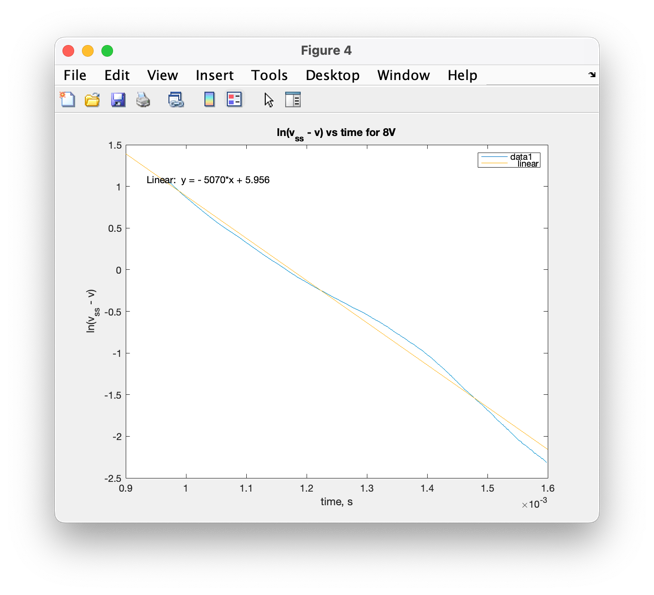 Figure 4
File Edit View Insert Tools Desktop Window Help
ln(v_ss - v) vs time for 8V
data1
linear
Linear: y = - 5070*x + 5.956
1.5
1
0.5
0
-0.5
-1
-1.5
-2
-2.5
ln(v_ss - v)
0.9 1 1.1 1.2 1.3 1.4 1.5 1.6
time, s
×10^-3